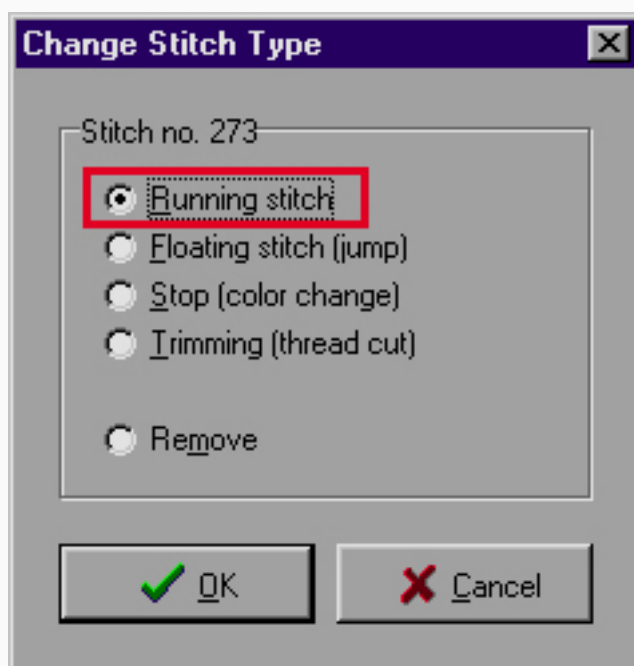 Change Stitch Type
Stitch no. 273
Running stitch
Floating stitch (jump)
Stop (color change)
Trimming (thread cut)
Remove
OK
Cancel